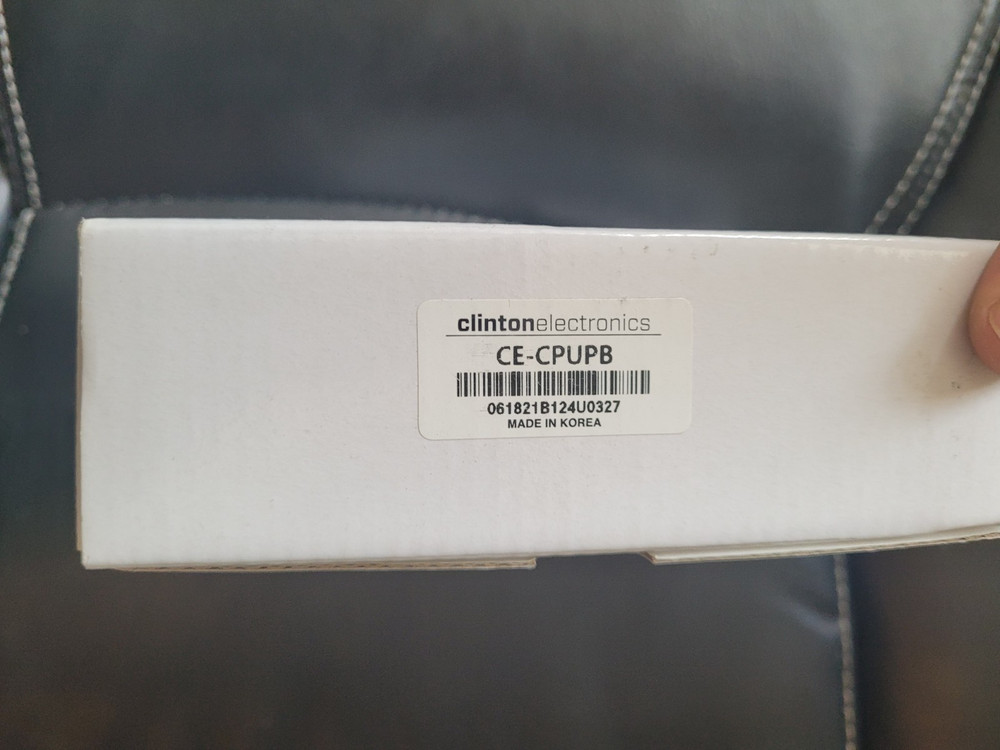 clintonelectronics
CE-CPUPB
061821B124U0327
MADE IN KOREA